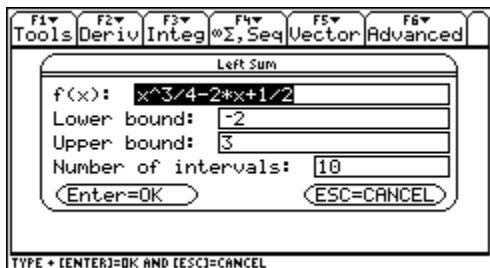 F1▼ F2▼ F3▼ F4▼ F5▼ F6▼
Tools Deriv Integ ∞Σ,Seq Vector Advanced
Left Sum
f(x): x^3/4-2*x+1/2
Lower bound: -2
Upper bound: 3
Number of intervals: 10
Enter=OK ESC=CANCEL
TYPE + [ENTER]=OK AND [ESC]=CANCEL